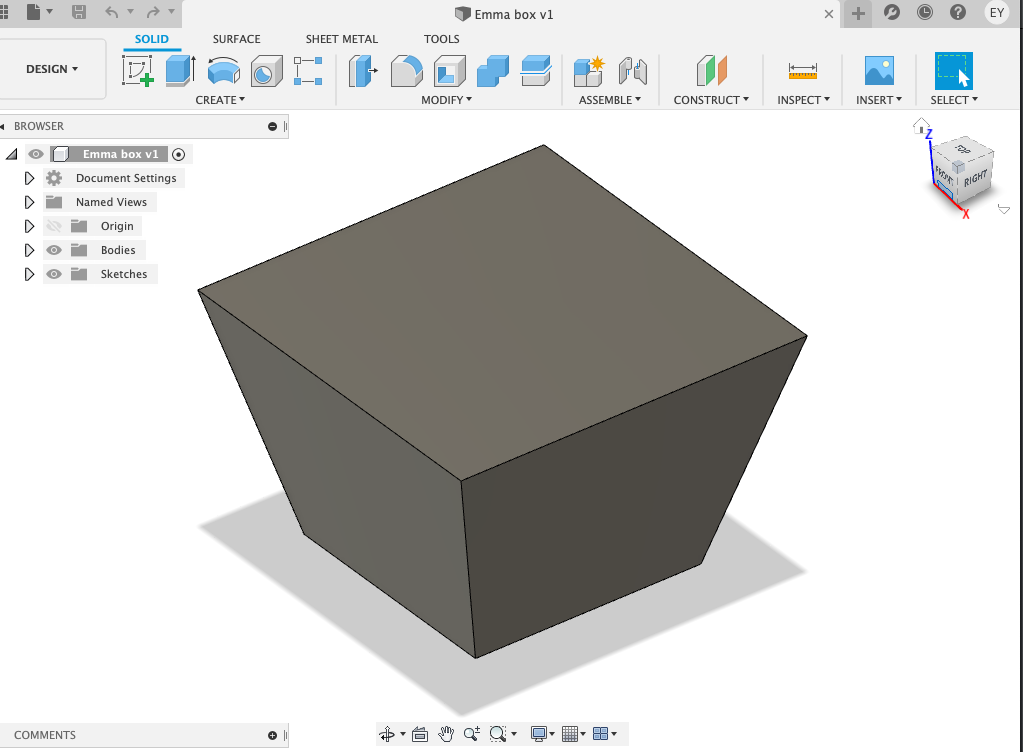 Emma box v1
EY
SOLID SURFACE SHEET METAL TOOLS
DESIGN
CREATE MODIFY ASSEMBLE CONSTRUCT INSPECT INSERT SELECT
BROWSER
Emma box v1
Document Settings
Named Views
Origin
Bodies
Sketches
Z
TOP
FRONT
RIGHT
X
COMMENTS